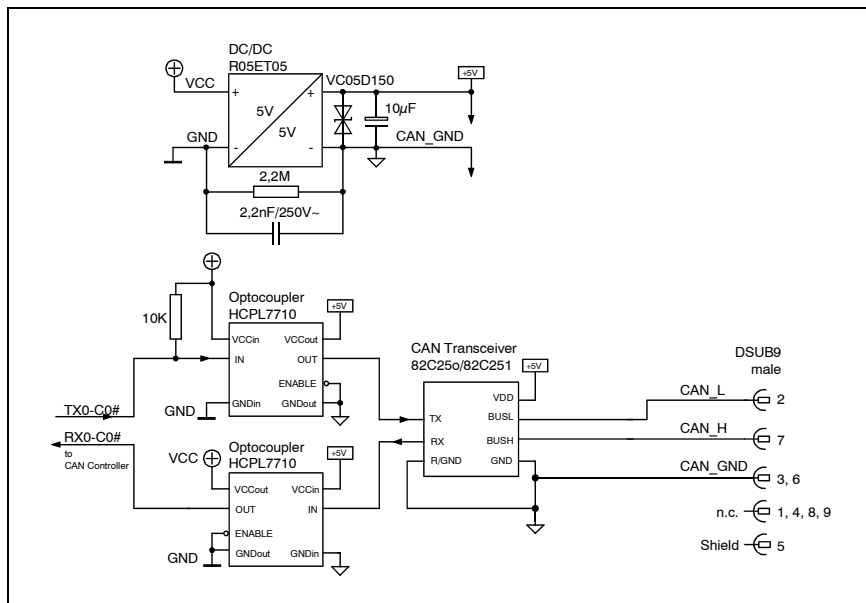 DC/DC
R05ET05
VCC
VC05D150
+5V
+ +
5V
5V
10µF
GND
CAN_GND
- -
2,2M
2,2nF/250V~
Optocoupler
HCPL7710
+5V
10K
VCCin VCCout
IN OUT
ENABLE
GNDin GNDout
GND
TX0-C0#
RX0-C0#
to
CAN Controller
CAN Transceiver
82C25o/82C251
+5V
VDD
TX BUSL
RX BUSH
R/GND GND
DSUB9
male
CAN_L 2
CAN_H 7
CAN_GND 3, 6
n.c. 1, 4, 8, 9
Shield 5
Optocoupler
HCPL7710
+5V
VCC
VCCout VCCin
OUT IN
ENABLE
GNDout GNDin
GND